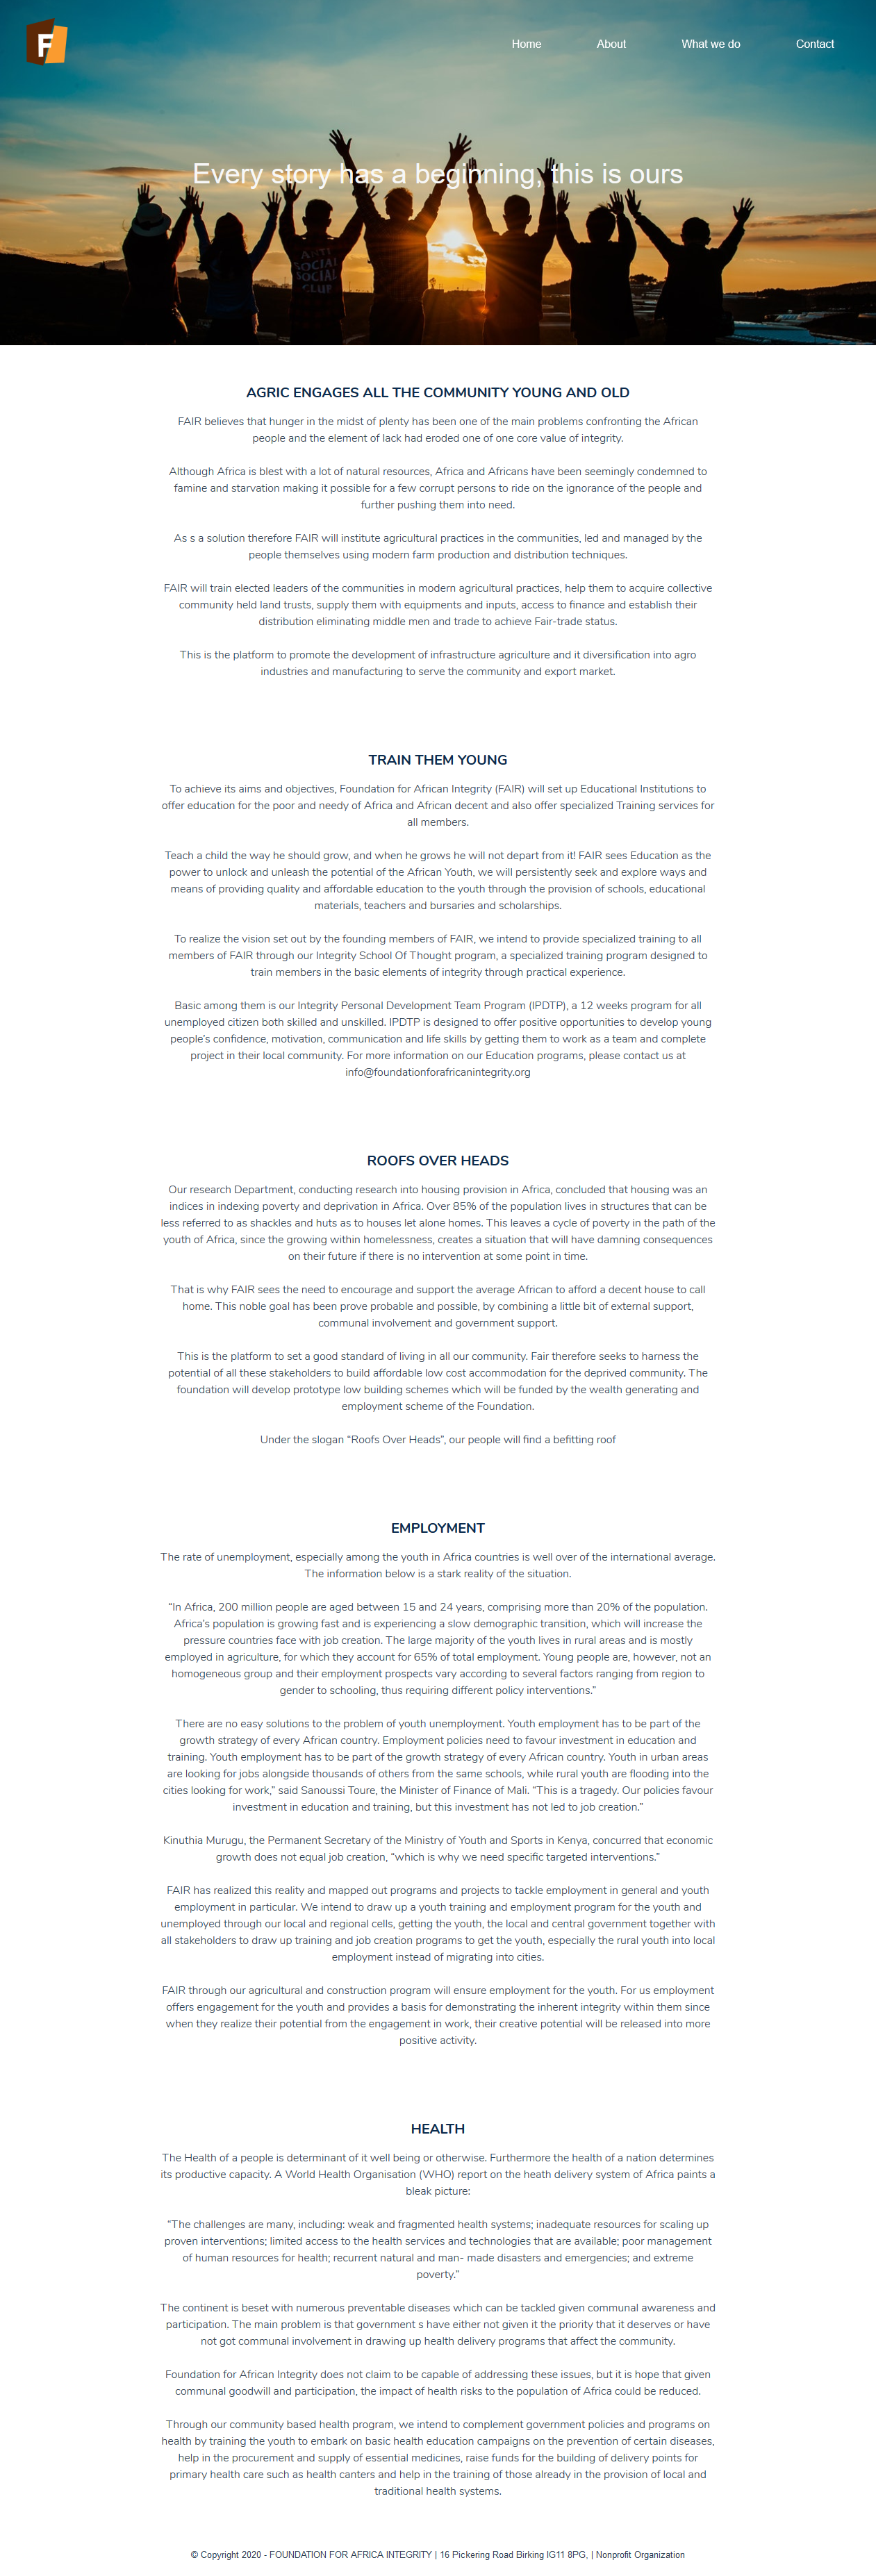 F
Home About What we do Contact
Every story has a beginning, this is ours
ANTI
SOCIAL
SOCIAL
CLUB
AGRIC ENGAGES ALL THE COMMUNITY YOUNG AND OLD
FAIR believes that hunger in the midst of plenty has been one of the main problems confronting the African
people and the element of lack had eroded one of one core value of integrity.
Although Africa is blest with a lot of natural resources, Africa and Africans have been seemingly condemned to
famine and starvation making it possible for a few corrupt persons to ride on the ignorance of the people and
further pushing them into need.
As s a solution therefore FAIR will institute agricultural practices in the communities, led and managed by the
people themselves using modern farm production and distribution techniques.
FAIR will train elected leaders of the communities in modern agricultural practices, help them to acquire collective
community held land trusts, supply them with equipments and inputs, access to finance and establish their
distribution eliminating middle men and trade to achieve Fair-trade status.
This is the platform to promote the development of infrastructure agriculture and it diversification into agro
industries and manufacturing to serve the community and export market.
TRAIN THEM YOUNG
To achieve its aims and objectives, Foundation for African Integrity (FAIR) will set up Educational Institutions to
offer education for the poor and needy of Africa and African decent and also offer specialized Training services for
all members.
Teach a child the way he should grow, and when he grows he will not depart from it! FAIR sees Education as the
power to unlock and unleash the potential of the African Youth, we will persistently seek and explore ways and
means of providing quality and affordable education to the youth through the provision of schools, educational
materials, teachers and bursaries and scholarships.
To realize the vision set out by the founding members of FAIR, we intend to provide specialized training to all
members of FAIR through our Integrity School Of Thought program, a specialized training program designed to
train members in the basic elements of integrity through practical experience.
Basic among them is our Integrity Personal Development Team Program (IPDTP), a 12 weeks program for all
unemployed citizen both skilled and unskilled. IPDTP is designed to offer positive opportunities to develop young
people’s confidence, motivation, communication and life skills by getting them to work as a team and complete
project in their local community. For more information on our Education programs, please contact us at
info@foundationforafricanintegrity.org
ROOFS OVER HEADS
Our research Department, conducting research into housing provision in Africa, concluded that housing was an
indices in indexing poverty and deprivation in Africa. Over 85% of the population lives in structures that can be
less referred to as shackles and huts as to houses let alone homes. This leaves a cycle of poverty in the path of the
youth of Africa, since the growing within homelessness, creates a situation that will have damning consequences
on their future if there is no intervention at some point in time.
That is why FAIR sees the need to encourage and support the average African to afford a decent house to call
home. This noble goal has been prove probable and possible, by combining a little bit of external support,
communal involvement and government support.
This is the platform to set a good standard of living in all our community. Fair therefore seeks to harness the
potential of all these stakeholders to build affordable low cost accommodation for the deprived community. The
foundation will develop prototype low building schemes which will be funded by the wealth generating and
employment scheme of the Foundation.
Under the slogan “Roofs Over Heads”, our people will find a befitting roof
EMPLOYMENT
The rate of unemployment, especially among the youth in Africa countries is well over of the international average.
The information below is a stark reality of the situation.
“In Africa, 200 million people are aged between 15 and 24 years, comprising more than 20% of the population.
Africa’s population is growing fast and is experiencing a slow demographic transition, which will increase the
pressure countries face with job creation. The large majority of the youth lives in rural areas and is mostly
employed in agriculture, for which they account for 65% of total employment. Young people are, however, not an
homogeneous group and their employment prospects vary according to several factors ranging from region to
gender to schooling, thus requiring different policy interventions.”
There are no easy solutions to the problem of youth unemployment. Youth employment has to be part of the
growth strategy of every African country. Employment policies need to favour investment in education and
training. Youth employment has to be part of the growth strategy of every African country. Youth in urban areas
are looking for jobs alongside thousands of others from the same schools, while rural youth are flooding into the
cities looking for work,” said Sanoussi Toure, the Minister of Finance of Mali. “This is a tragedy. Our policies favour
investment in education and training, but this investment has not led to job creation.”
Kinuthia Murugu, the Permanent Secretary of the Ministry of Youth and Sports in Kenya, concurred that economic
growth does not equal job creation, “which is why we need specific targeted interventions.”
FAIR has realized this reality and mapped out programs and projects to tackle employment in general and youth
employment in particular. We intend to draw up a youth training and employment program for the youth and
unemployed through our local and regional cells, getting the youth, the local and central government together with
all stakeholders to draw up training and job creation programs to get the youth, especially the rural youth into local
employment instead of migrating into cities.
FAIR through our agricultural and construction program will ensure employment for the youth. For us employment
offers engagement for the youth and provides a basis for demonstrating the inherent integrity within them since
when they realize their potential from the engagement in work, their creative potential will be released into more
positive activity.
HEALTH
The Health of a people is determinant of it well being or otherwise. Furthermore the health of a nation determines
its productive capacity. A World Health Organisation (WHO) report on the heath delivery system of Africa paints a
bleak picture:
“The challenges are many, including: weak and fragmented health systems; inadequate resources for scaling up
proven interventions; limited access to the health services and technologies that are available; poor management
of human resources for health; recurrent natural and man- made disasters and emergencies; and extreme
poverty.”
The continent is beset with numerous preventable diseases which can be tackled given communal awareness and
participation. The main problem is that government s have either not given it the priority that it deserves or have
not got communal involvement in drawing up health delivery programs that affect the community.
Foundation for African Integrity does not claim to be capable of addressing these issues, but it is hope that given
communal goodwill and participation, the impact of health risks to the population of Africa could be reduced.
Through our community based health program, we intend to complement government policies and programs on
health by training the youth to embark on basic health education campaigns on the prevention of certain diseases,
help in the procurement and supply of essential medicines, raise funds for the building of delivery points for
primary health care such as health canters and help in the training of those already in the provision of local and
traditional health systems.
© Copyright 2020 - FOUNDATION FOR AFRICA INTEGRITY | 16 Pickering Road Birking IG11 8PG, | Nonprofit Organization